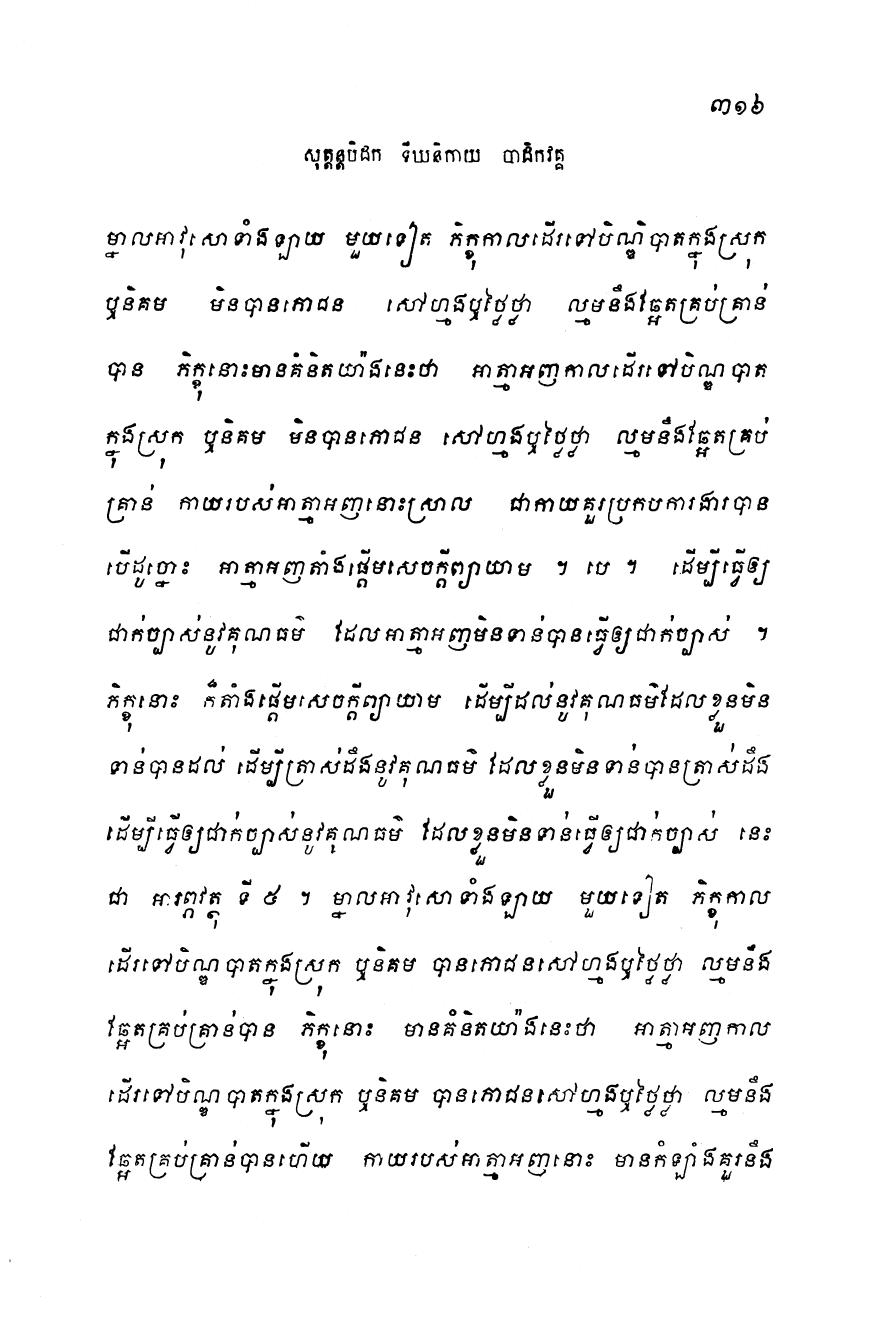 ៣១៦
សុត្តន្តបិដក ទីឃនិកាយ បាដិកវគ្គ
ម្នាលអាវុសោទាំងឡាយ មួយទៀត ភិក្ខុកាលដើរទៅបិណ្ឌិបាតក្នុងស្រុក
ឬនិគម មិនបានភោជន សៅហ្មងឬថ្លៃថ្លា ល្មមនឹងឆ្អែតគ្រប់គ្រាន់
បាន ភិក្ខុនោះមានគំនិតយ៉ាងនេះថា អាត្មាអញកាលដើរទៅបិណ្ឌបាត
ក្នុងស្រុក ឬនិគម មិនបានភោជន សៅហ្មងឬថ្លៃថ្លា ល្មមនឹងឆ្អែតគ្រប់
គ្រាន់ កាយរបស់អាត្មាអញនោះស្រាល ជាកាយគួរប្រកបការងារបាន
បើដូច្នោះ អាត្មាអញតាំងផ្តើមសេចក្តីព្យាយាម ។ បេ ។ ដើម្បីធ្វើឲ្យ
ជាក់ច្បាស់នូវគុណធម៌ ដែលអាត្មាអញមិនទាន់បានធ្វើឲ្យជាក់ច្បាស់ ។
ភិក្ខុនោះ ក៏តាំងផ្តើមសេចក្តីព្យាយាម ដើម្បីដល់នូវគុណធម៌ដែលខ្លួនមិន
ទាន់បានដល់ ដើម្បីត្រាស់ដឹងនូវគុណធម៌ ដែលខ្លួនមិនទាន់បានត្រាស់ដឹង
ដើម្បីធ្វើឲ្យជាក់ច្បាស់នូវគុណធម៌ ដែលខ្លួនមិនទាន់ធ្វើឲ្យជាក់ច្បាស់ នេះ
ជា អារព្ភវត្ថុ ទី ៥ ។ ម្នាលអាវុសោទាំងឡាយ មួយទៀត ភិក្ខុកាល
ដើរទៅបិណ្ឌបាតក្នុងស្រុក ឬនិគម បានភោជនសៅហ្មងឬថ្លៃថ្លា ល្មមនឹង
ឆ្អែតគ្រប់គ្រាន់បាន ភិក្ខុនោះ មានគំនិតយ៉ាងនេះថា អាត្មាអញកាល
ដើរទៅបិណ្ឌបាតក្នុងស្រុក ឬនិគម បានភោជនសៅហ្មងឬថ្លៃថ្លា ល្មមនឹង
ឆ្អែតគ្រប់គ្រាន់បានហើយ កាយរបស់អាត្មាអញនោះ មានកំឡាំងគួរនឹង